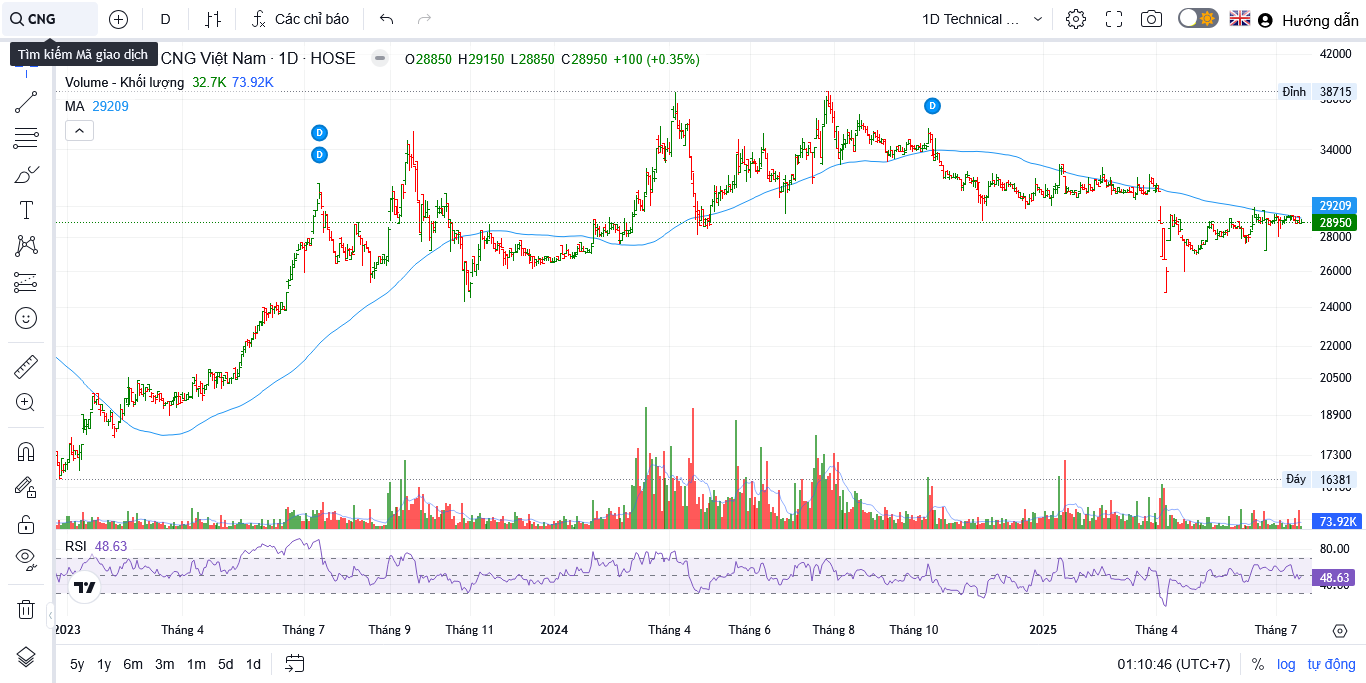 CNG
D
Các chỉ báo
1D Technical ...
Hướng dẫn
Tìm kiếm Mã giao dịch
CNG Việt Nam · 1D · HOSE
O28850 H29150 L28850 C28950 +100 (+0.35%)
Volume - Khối lượng 32.7K 73.92K
MA 29209
D
D
D
42000
Đỉnh 38715
34000
29209
28950
28000
26000
24000
22000
20500
18900
17300
Đáy 16381
73.92K
RSI 48.63
80.00
48.63
2023 Tháng 4 Tháng 7 Tháng 9 Tháng 11 2024 Tháng 4 Tháng 6 Tháng 8 Tháng 10 2025 Tháng 4 Tháng 7
5y 1y 6m 3m 1m 5d 1d
01:10:46 (UTC+7) % log tự động